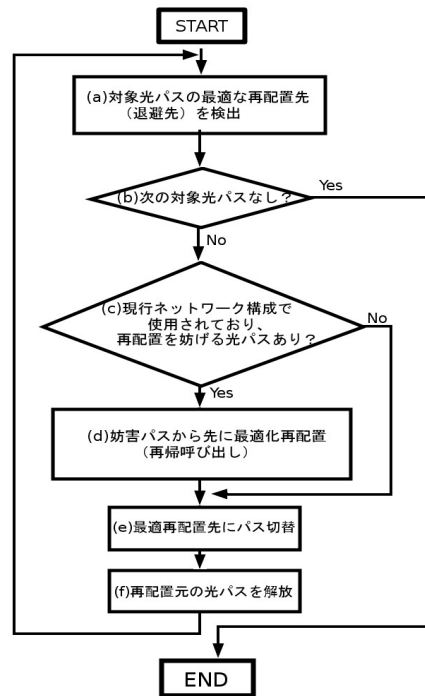 START
(a)対象光パスの最適な再配置先
(退避先)を検出
(b)次の対象光パスなし?
Yes
No
(c)現行ネットワーク構成で
使用されており、
再配置を妨げる光パスあり?
No
Yes
(d)妨害パスから先に最適化再配置
(再帰呼び出し)
(e)最適再配置先にパス切替
(f)再配置元の光パスを解放
END